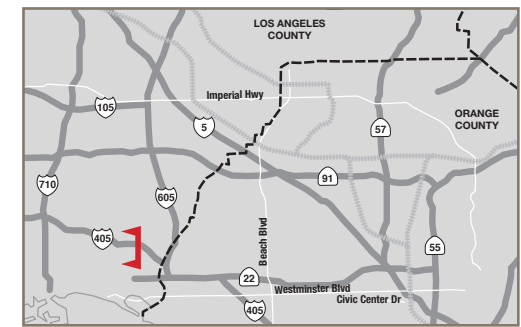 LOS ANGELES
COUNTY
Imperial Hwy
105
5
57
ORANGE
COUNTY
710
91
605
405
Beach Blvd
55
22
Westminster Blvd
Civic Center Dr
405